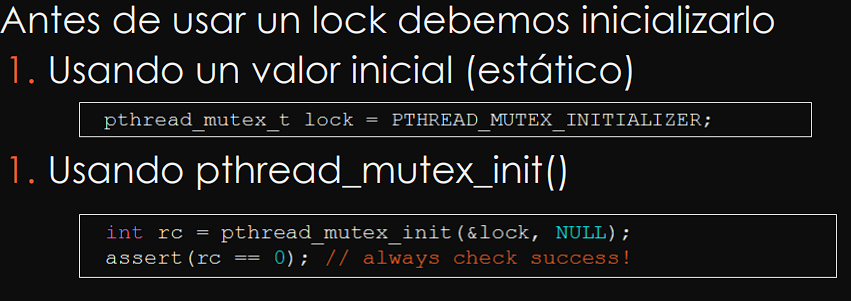 Antes de usar un lock debemos inicializarlo
1. Usando un valor inicial (estático)
pthread_mutex_t lock = PTHREAD_MUTEX_INITIALIZER;
1. Usando pthread_mutex_init()
int rc = pthread_mutex_init(&lock, NULL);
assert(rc == 0); // always check success!